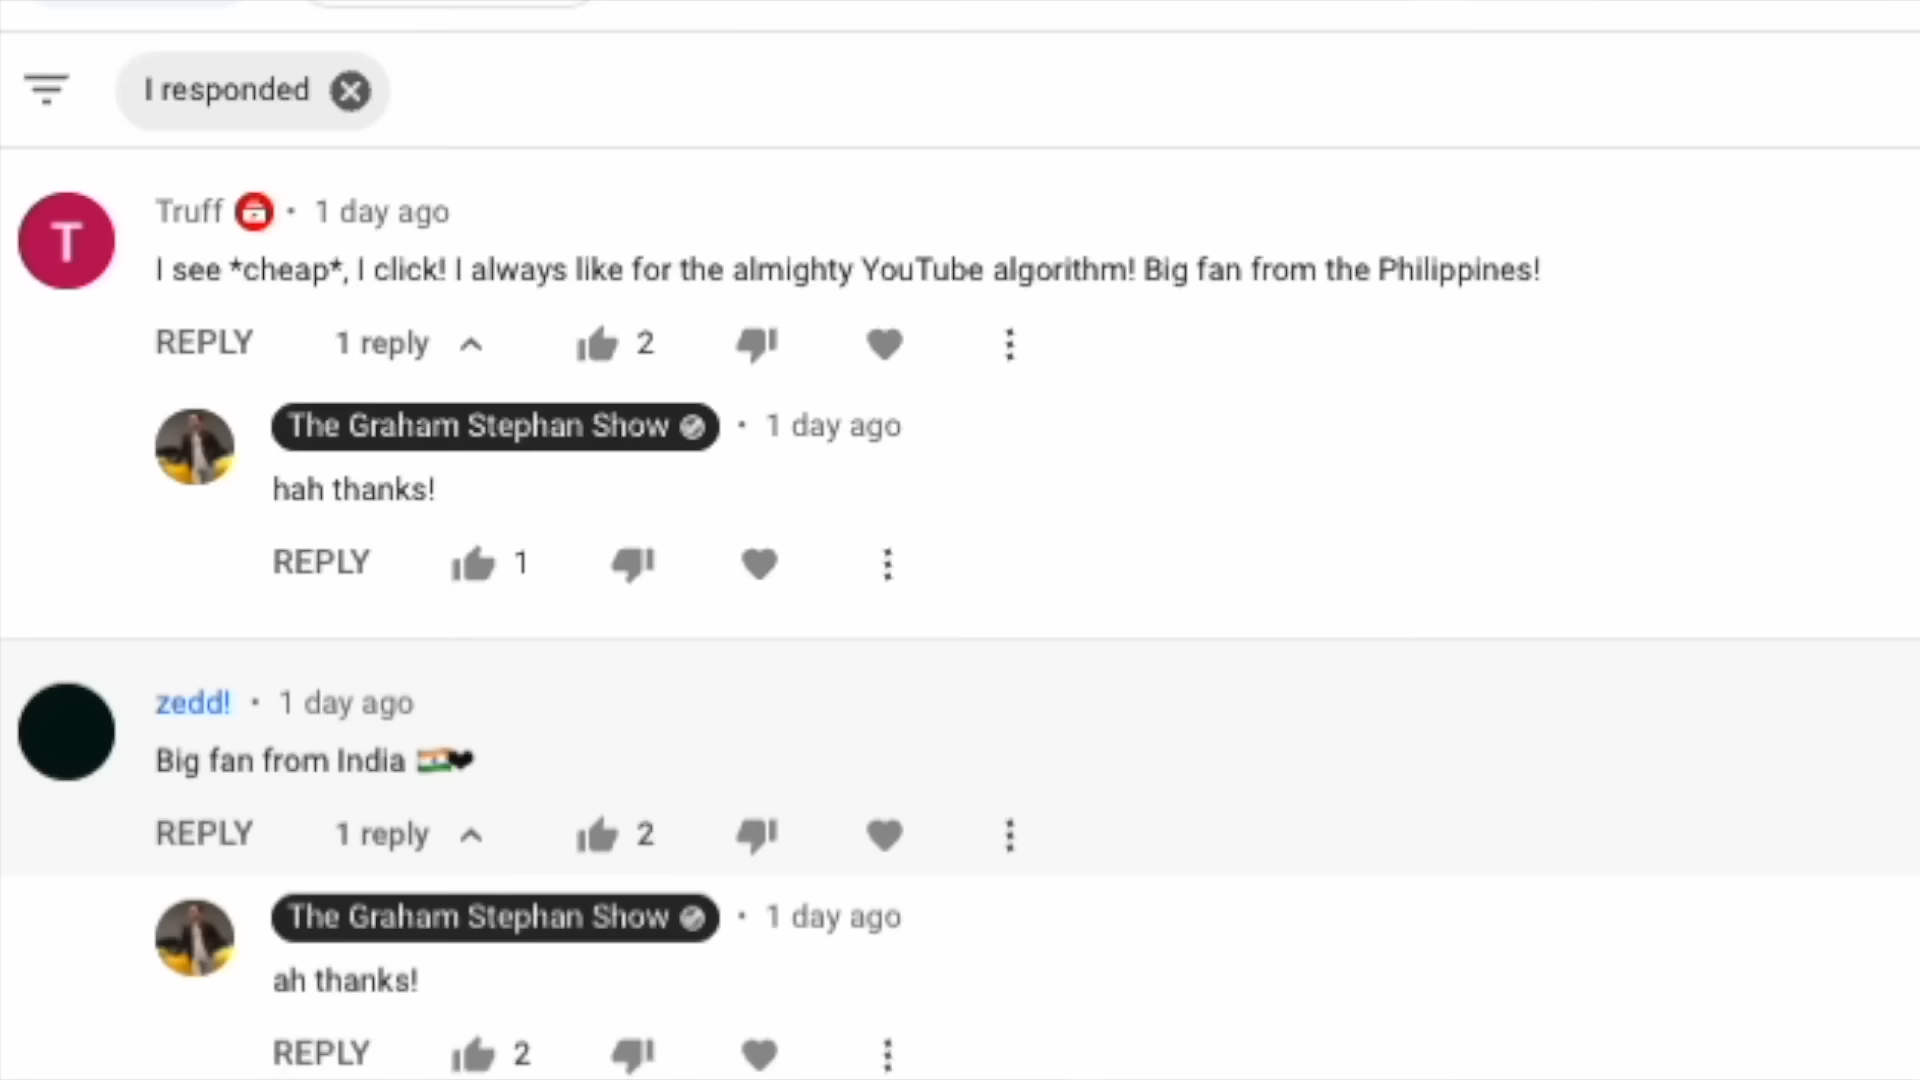 I responded
Truff • 1 day ago
I see *cheap*, I click! I always like for the almighty YouTube algorithm! Big fan from the Philippines!
REPLY 1 reply 2
The Graham Stephan Show • 1 day ago
hah thanks!
REPLY 1
zedd! • 1 day ago
Big fan from India 🇮🇳❤
REPLY 1 reply 2
The Graham Stephan Show • 1 day ago
ah thanks!
REPLY 2